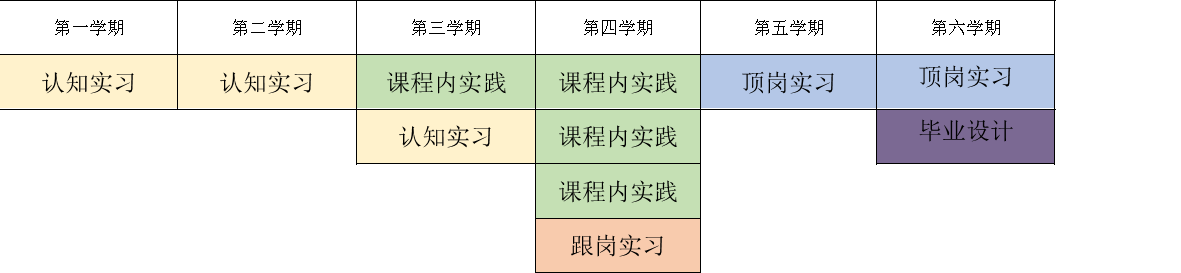 第一学期 第二学期 第三学期 第四学期 第五学期 第六学期
认知实习 认知实习 课程内实践 课程内实践 顶岗实习 顶岗实习
认知实习 课程内实践 毕业设计
课程内实践
跟岗实习